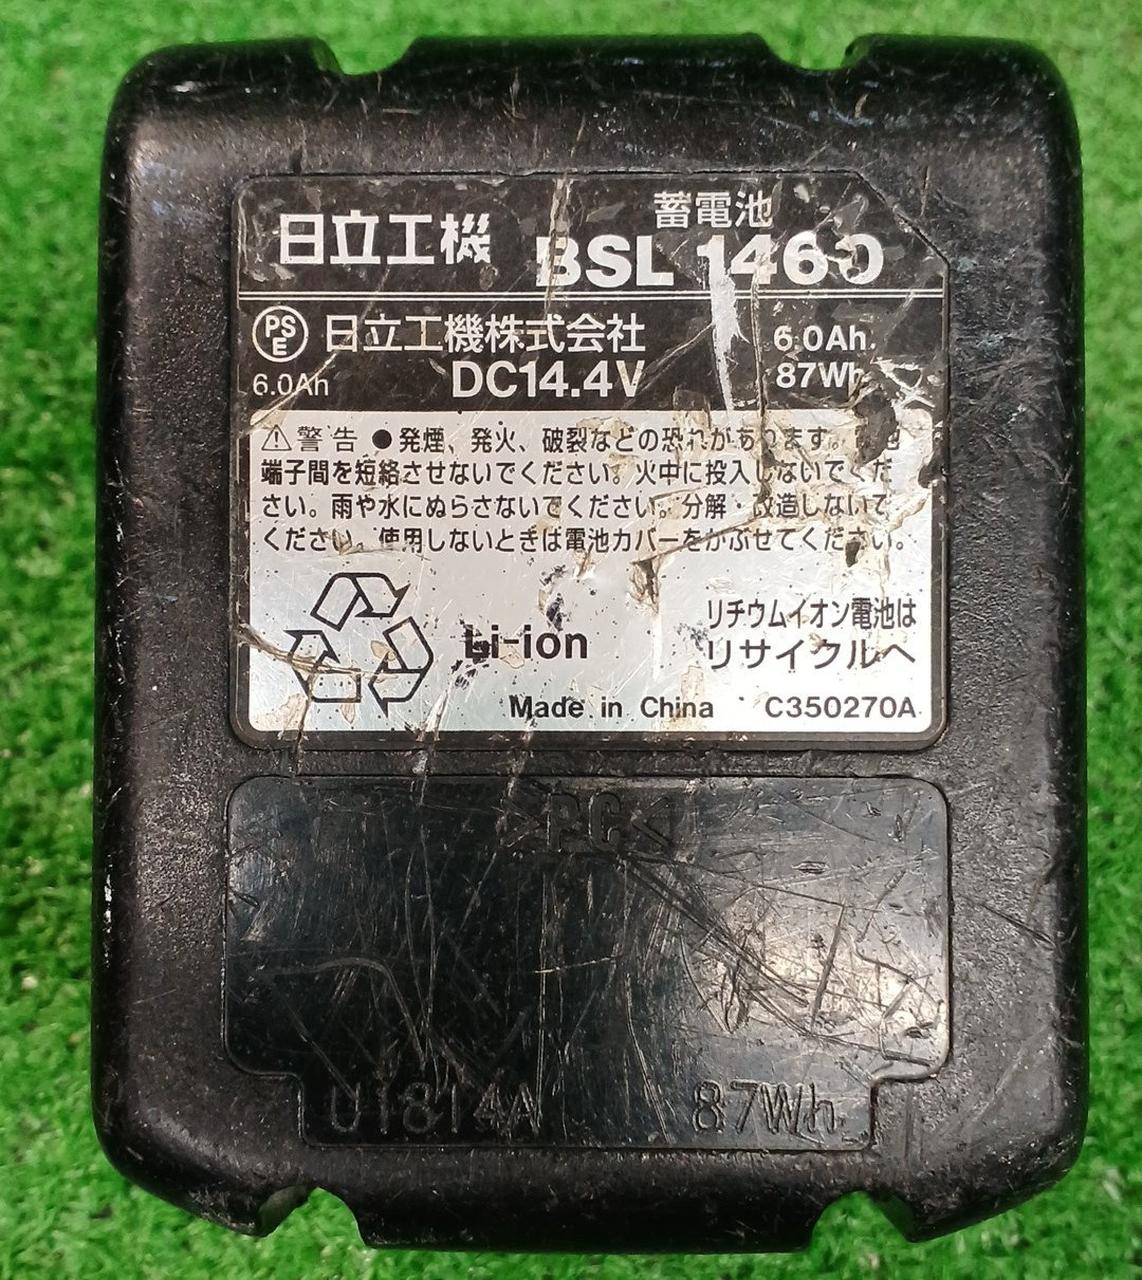 日立工機
蓄電池
BSL 1460
PSE 日立工機株式会社
6.0Ah
DC14.4V
6.0Ah
87Wh
⚠警告 ●発煙、発火、破裂などの恐れがあります。
端子間を短絡させないでください。火中に投入しないでくだ
さい。雨や水にぬらさないでください。分解・改造しないで
ください。使用しないときは電池カバーをかぶせてください。
Li-ion
リチウムイオン電池は
リサイクルへ
Made in China C350270A
>PC<
U1814A 87Wh